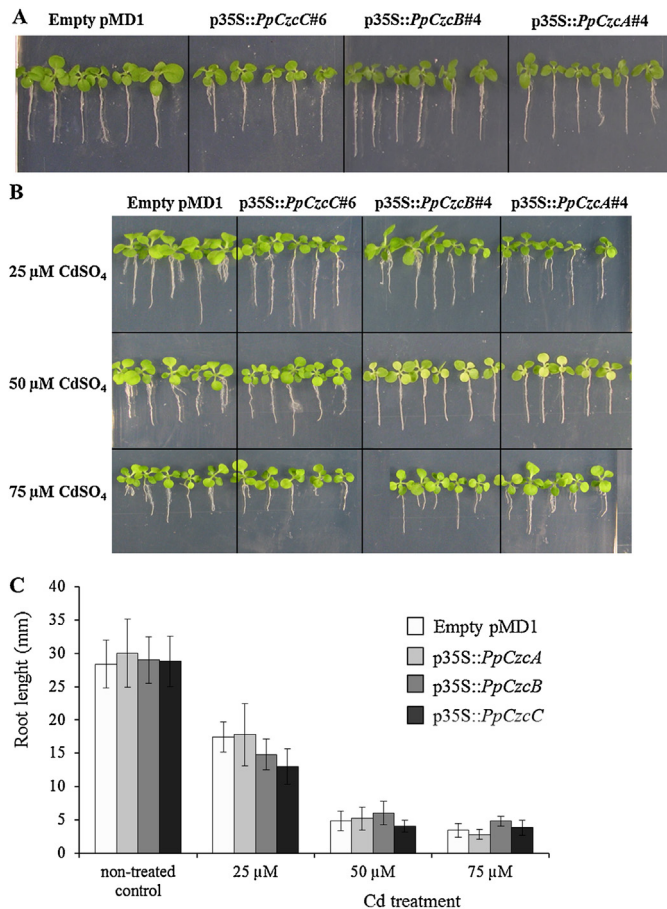 A
Empty pMD1 p35S::PpCzcC#6 p35S::PpCzcB#4 p35S::PpCzcA#4
B
Empty pMD1 p35S::PpCzcC#6 p35S::PpCzcB#4 p35S::PpCzcA#4
25 µM CdSO₄
50 µM CdSO₄
75 µM CdSO₄
C
Root lenght (mm)
40
35
30
25
20
15
10
5
0
Empty pMD1
p35S::PpCzcA
p35S::PpCzcB
p35S::PpCzcC
non-treated control 25 µM 50 µM 75 µM
Cd treatment